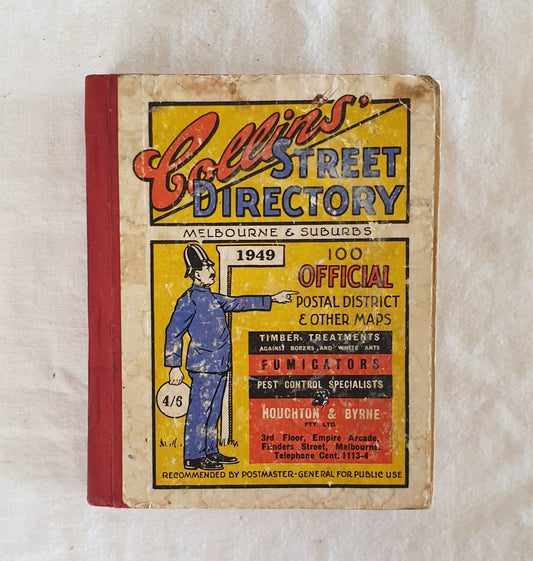 Collins'
STREET
DIRECTORY
MELBOURNE & SUBURBS
1949
100
OFFICIAL
POSTAL DISTRICT
& OTHER MAPS
TIMBER TREATMENTS
AGAINST BORERS AND WHITE ANTS
FUMIGATORS
PEST CONTROL SPECIALISTS
HOUGHTON & BYRNE
PTY. LTD.
3rd Floor, Empire Arcade,
Flinders Street, Melbourne.
Telephone Cent. 1113-4
4/6
RECOMMENDED BY POSTMASTER-GENERAL FOR PUBLIC USE